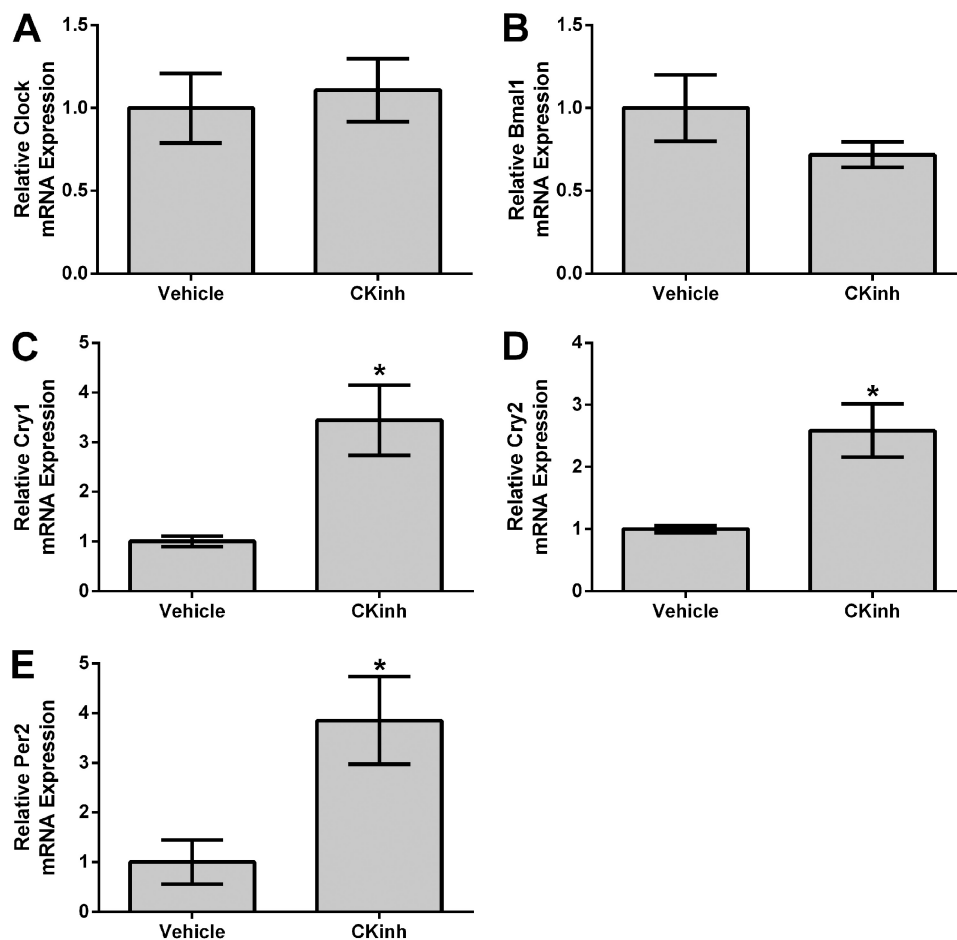 A
Relative Clock
mRNA Expression
1.5
1.0
0.5
0.0
Vehicle
CKinh
B
Relative Bmal1
mRNA Expression
1.5
1.0
0.5
0.0
Vehicle
CKinh
C
Relative Cry1
mRNA Expression
5
4
3
2
1
0
*
Vehicle
CKinh
D
Relative Cry2
mRNA Expression
4
3
2
1
0
*
Vehicle
CKinh
E
Relative Per2
mRNA Expression
5
4
3
2
1
0
*
Vehicle
CKinh